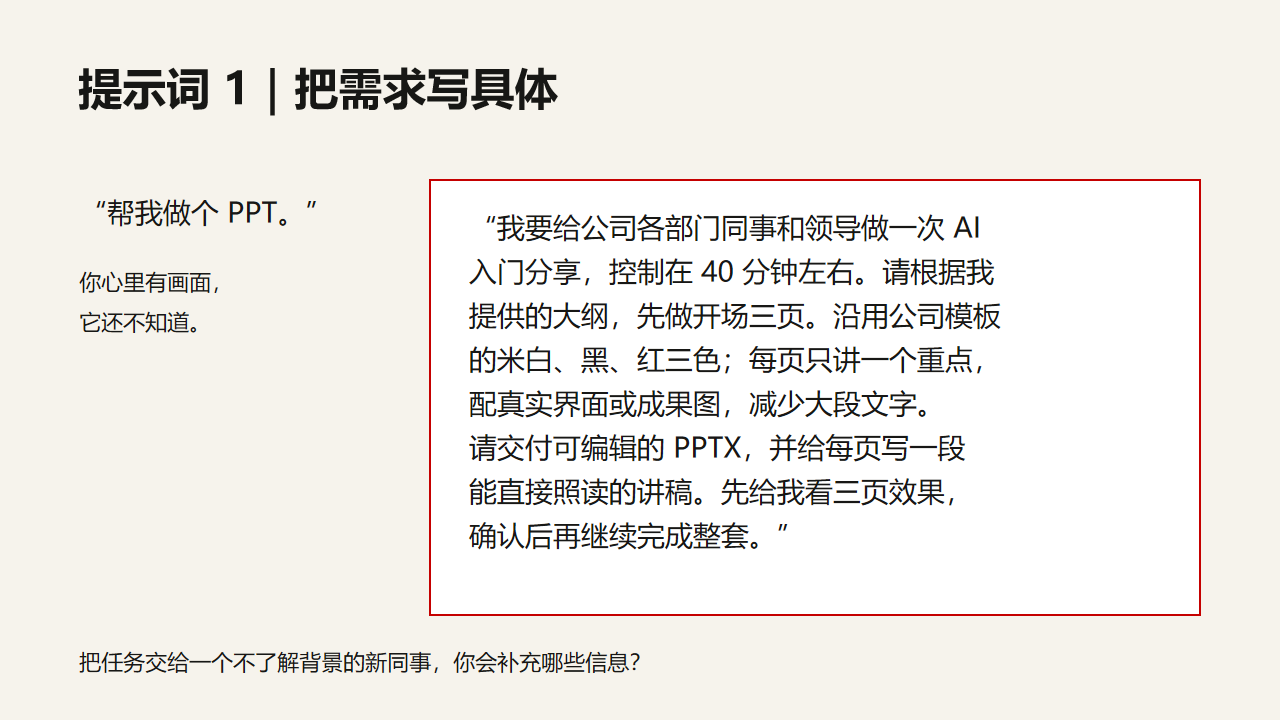 提示词 1｜把需求写具体
“帮我做个 PPT。”
你心里有画面，
它还不知道。
“我要给公司各部门同事和领导做一次 AI
入门分享，控制在 40 分钟左右。请根据我
提供的大纲，先做开场三页。沿用公司模板
的米白、黑、红三色；每页只讲一个重点，
配真实界面或成果图，减少大段文字。
请交付可编辑的 PPTX，并给每页写一段
能直接照读的讲稿。先给我看三页效果，
确认后再继续完成整套。”
把任务交给一个不了解背景的新同事，你会补充哪些信息？